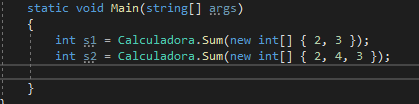 static void Main(string[] args)
{
int s1 = Calculadora.Sum(new int[] { 2, 3 });
int s2 = Calculadora.Sum(new int[] { 2, 4, 3 });
}